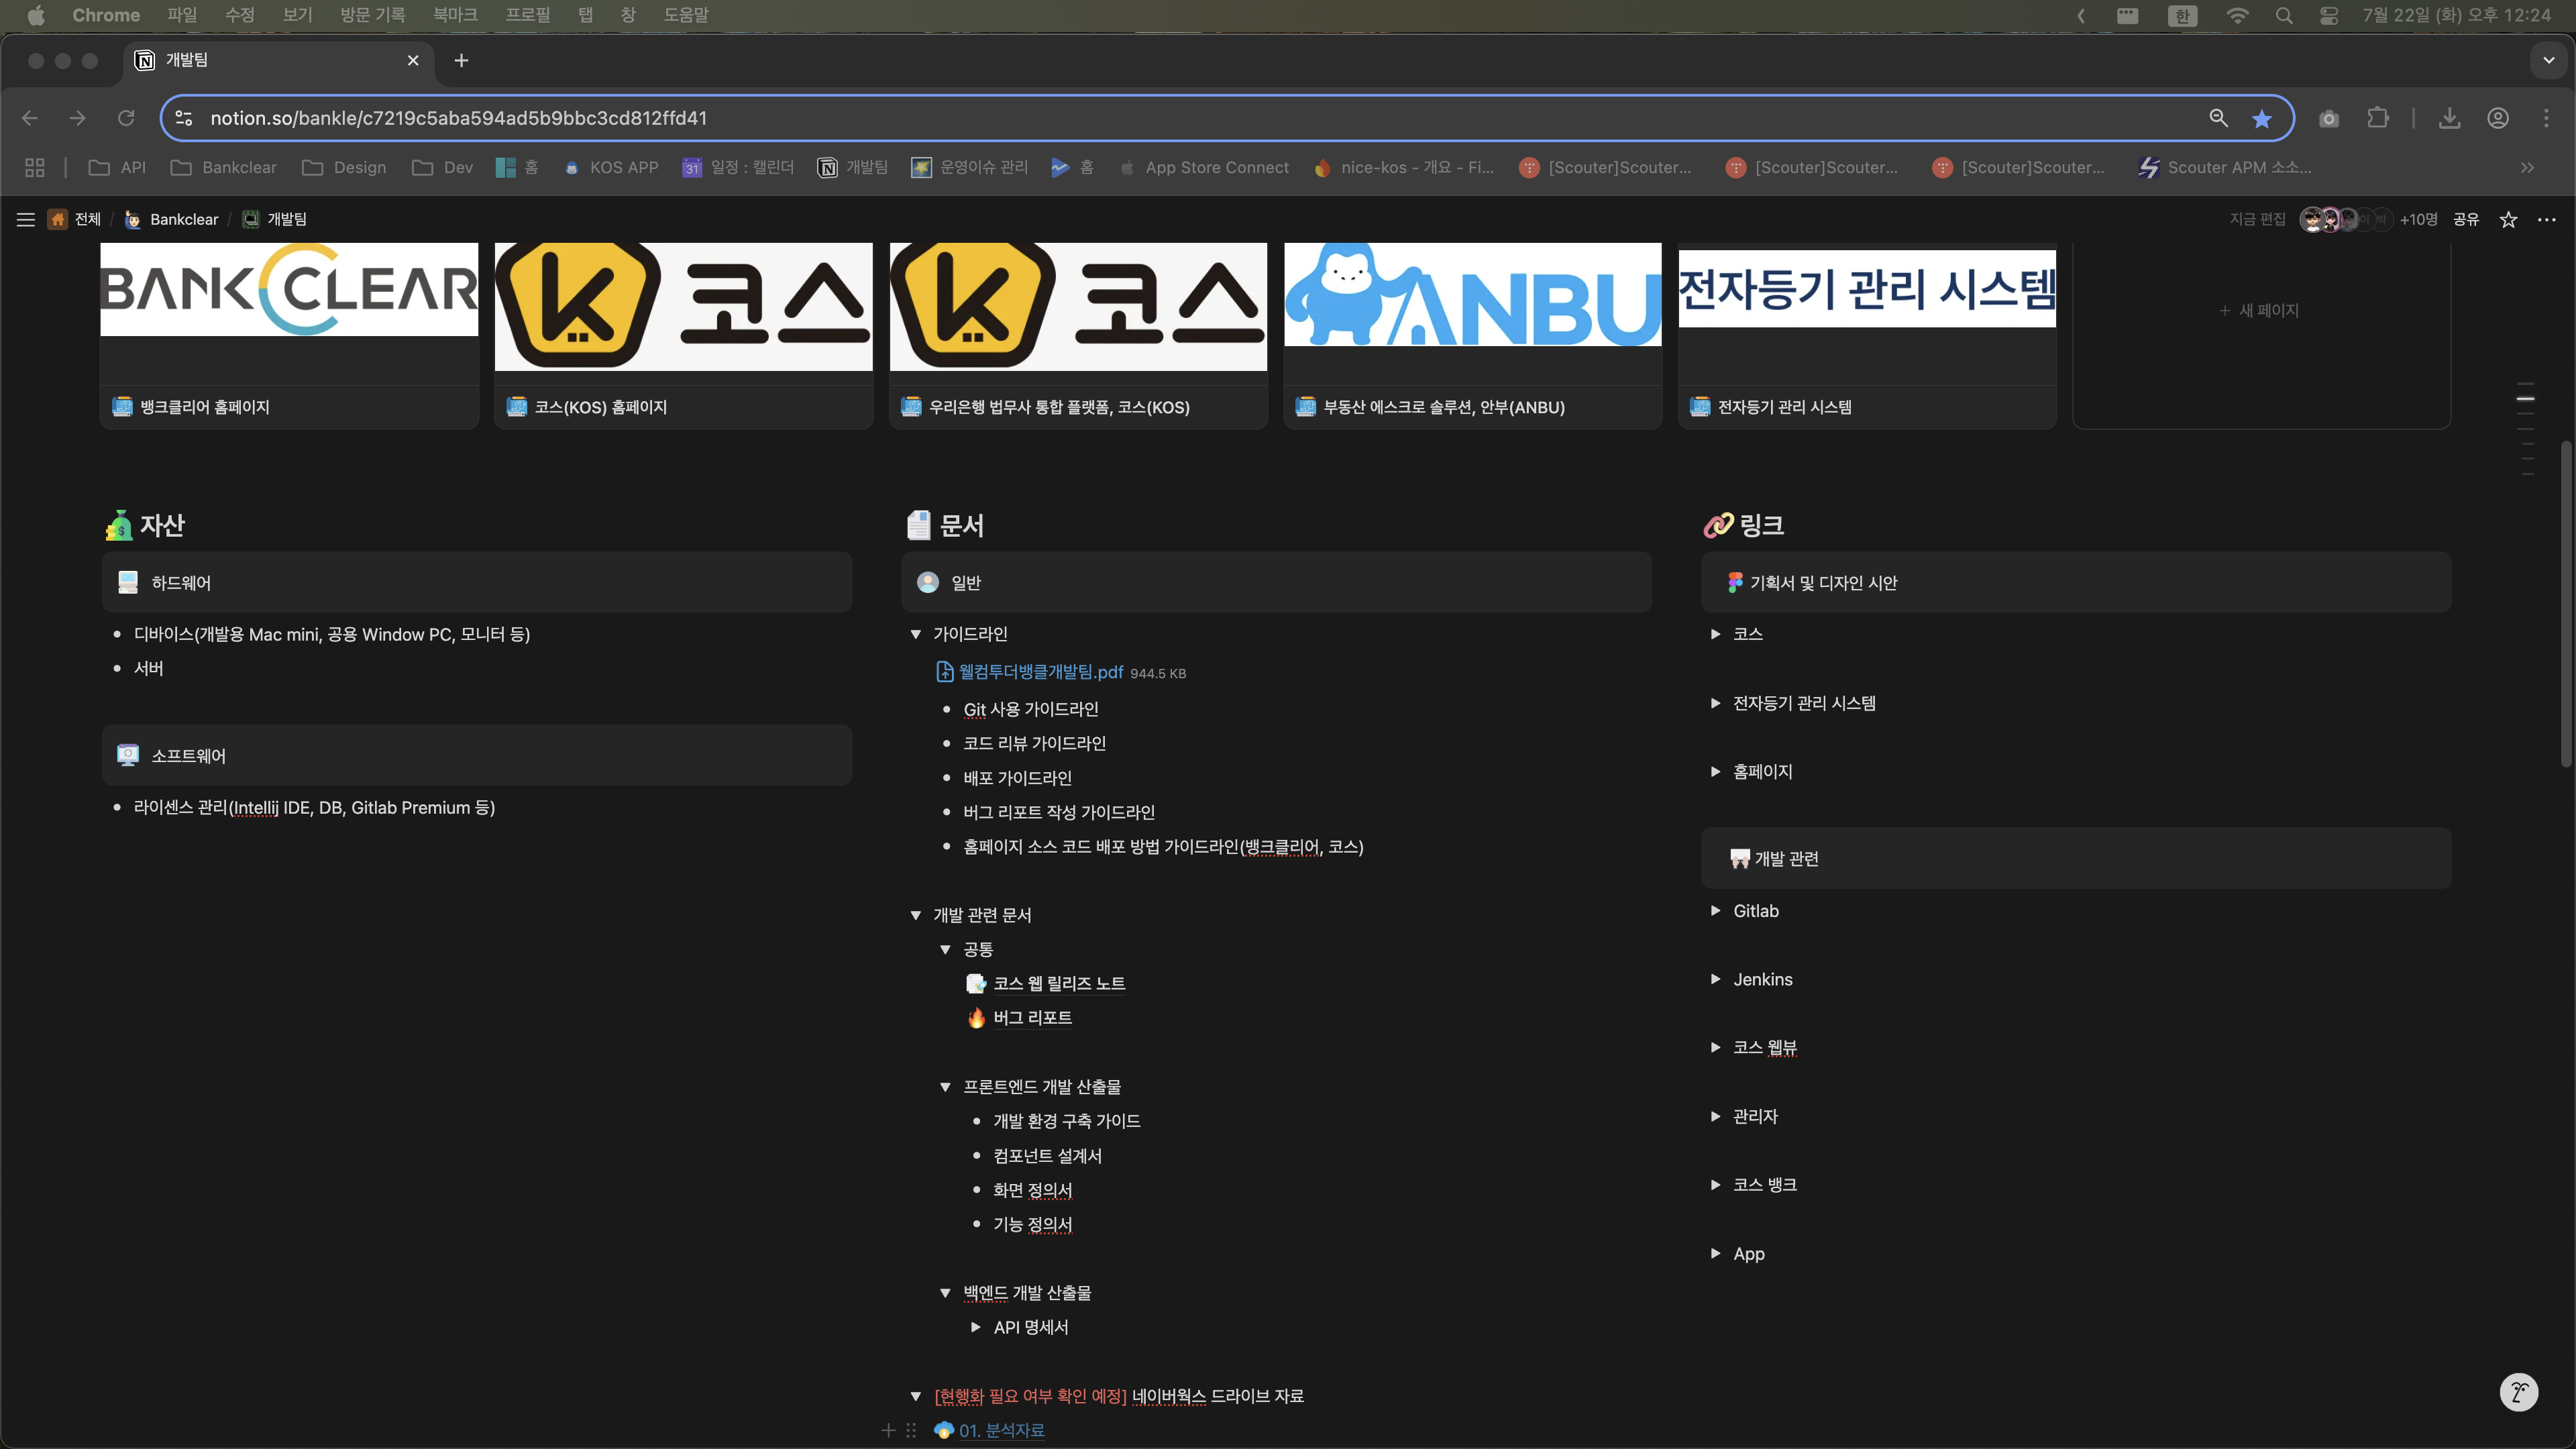 Chrome 파일 수정 보기 방문 기록 북마크 프로필 탭 창 도움말 한 7월 22일 (화) 오후 12:24
개발팀
notion.so/bankle/c7219c5aba594ad5b9bbc3cd812ffd41
API Bankclear Design Dev 홈 KOS APP 31 일정 : 캘린더 개발팀 운영이슈 관리 홈 App Store Connect nice-kos - 개요 - Fi... [Scouter]Scouter... [Scouter]Scouter... [Scouter]Scouter... Scouter APM 소소...
전체 / Bankclear / 개발팀 지금 편집 이 박 +10명 공유
BANKCLEAR
코스
코스
ANBU
전자등기 관리 시스템
+ 새 페이지
뱅크클리어 홈페이지
코스(KOS) 홈페이지
우리은행 법무사 통합 플랫폼, 코스(KOS)
부동산 에스크로 솔루션, 안부(ANBU)
전자등기 관리 시스템
자산
하드웨어
디바이스(개발용 Mac mini, 공용 Window PC, 모니터 등)
서버
소프트웨어
라이센스 관리(Intellij IDE, DB, Gitlab Premium 등)
문서
일반
가이드라인
웰컴투더뱅클개발팀.pdf 944.5 KB
Git 사용 가이드라인
코드 리뷰 가이드라인
배포 가이드라인
버그 리포트 작성 가이드라인
홈페이지 소스 코드 배포 방법 가이드라인(뱅크클리어, 코스)
개발 관련 문서
공통
코스 웹 릴리즈 노트
버그 리포트
프론트엔드 개발 산출물
개발 환경 구축 가이드
컴포넌트 설계서
화면 정의서
기능 정의서
백엔드 개발 산출물
API 명세서
[현행화 필요 여부 확인 예정] 네이버웍스 드라이브 자료
01. 분석자료
링크
기획서 및 디자인 시안
코스
전자등기 관리 시스템
홈페이지
개발 관련
Gitlab
Jenkins
코스 웹뷰
관리자
코스 뱅크
App